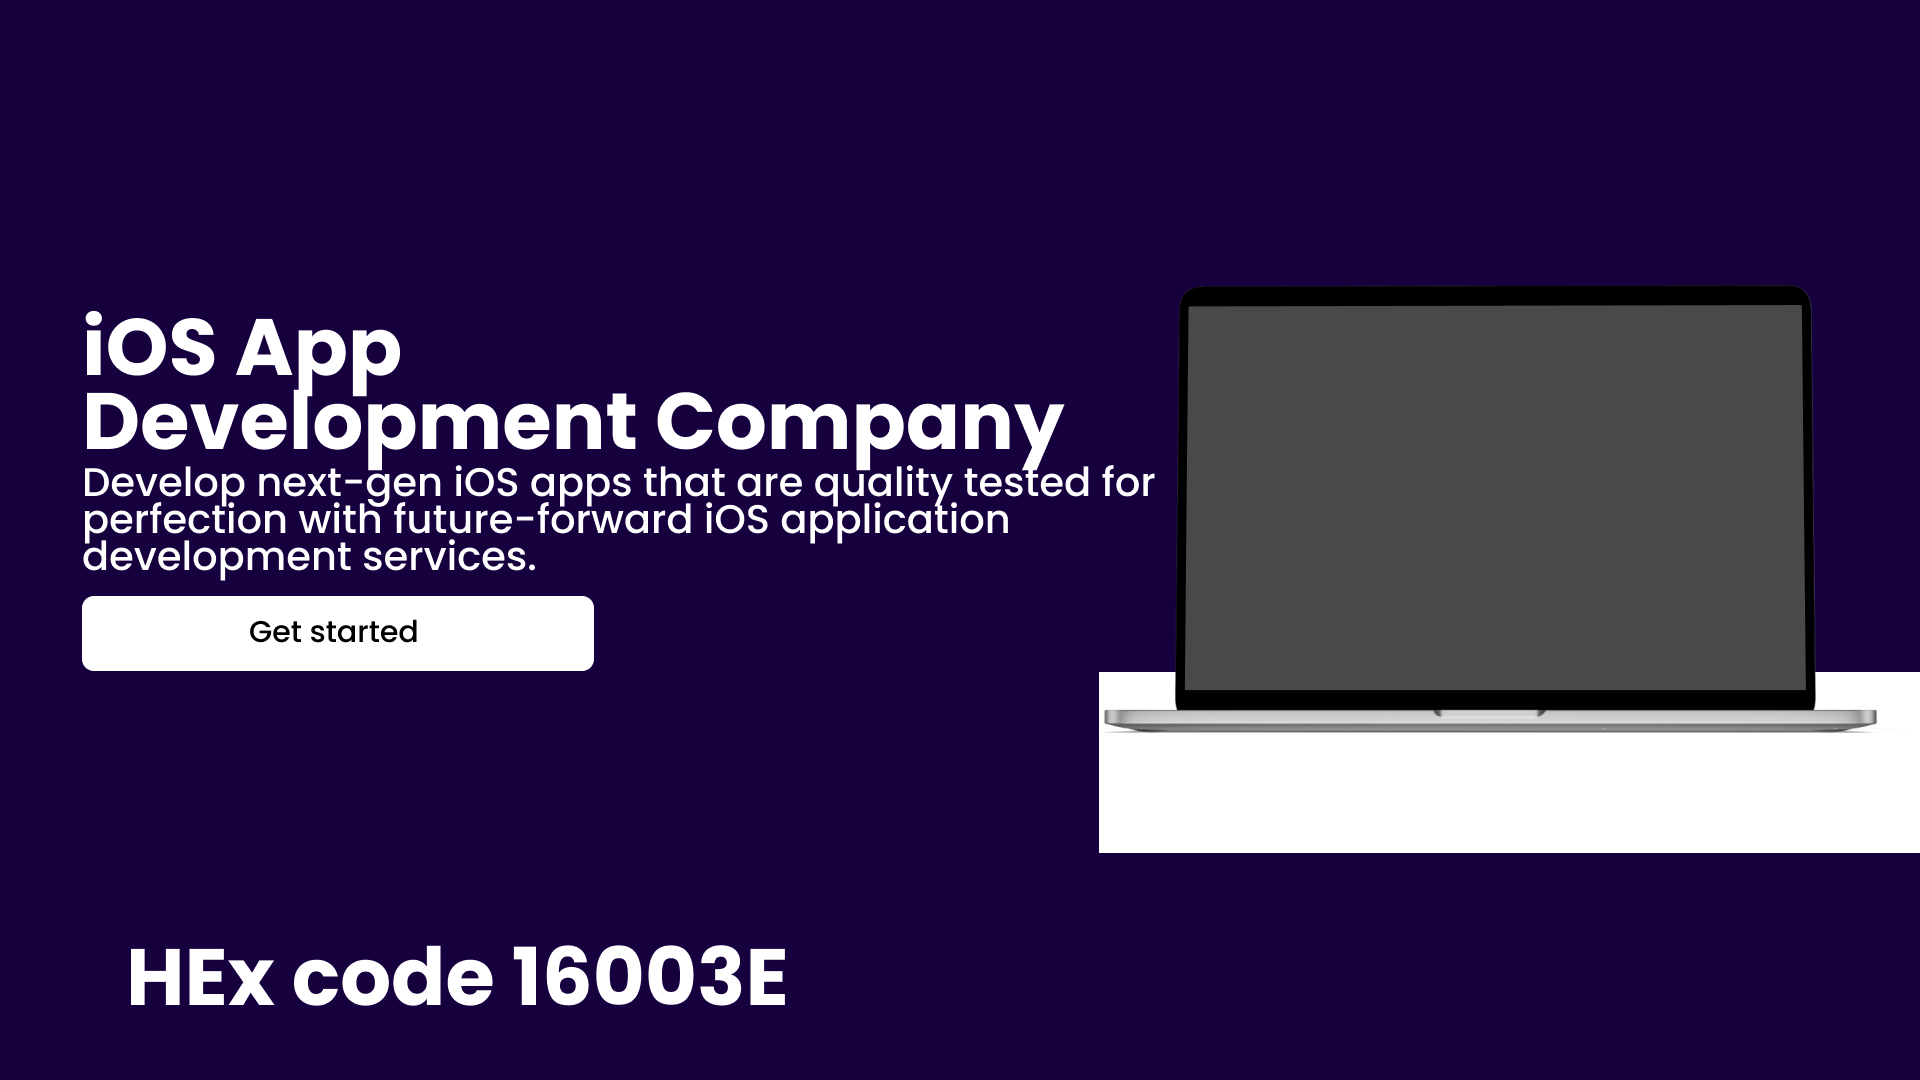 iOS App
Development Company
Develop next-gen iOS apps that are quality tested for
perfection with future-forward iOS application
development services.
Get started
HEx code 16003E